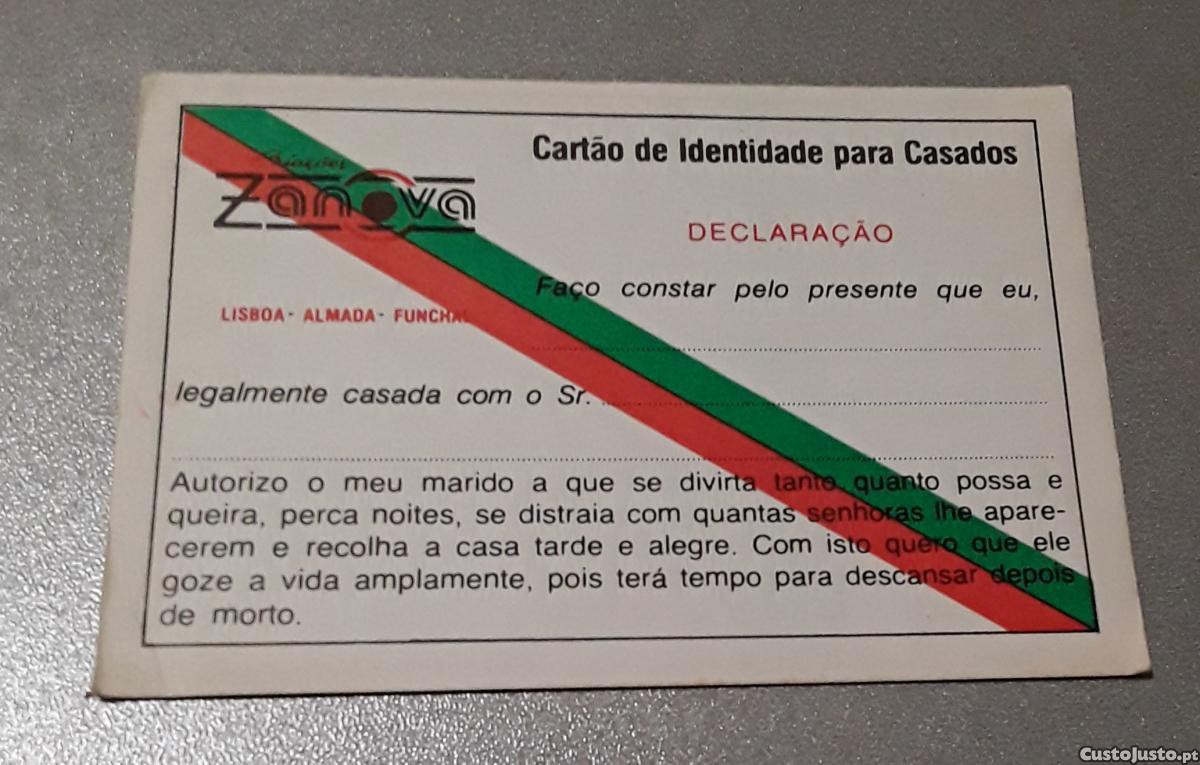 Cartão de Identidade para Casados
Zanova
DECLARAÇÃO
Faço constar pelo presente que eu,
LISBOA - ALMADA - FUNCHAL
legalmente casada com o Sr.
Autorizo o meu marido a que se divirta tanto quanto possa e
queira, perca noites, se distraia com quantas senhoras lhe apare-
cerem e recolha a casa tarde e alegre. Com isto quero que ele
goze a vida amplamente, pois terá tempo para descansar depois
de morto.
CustoJusto.pt